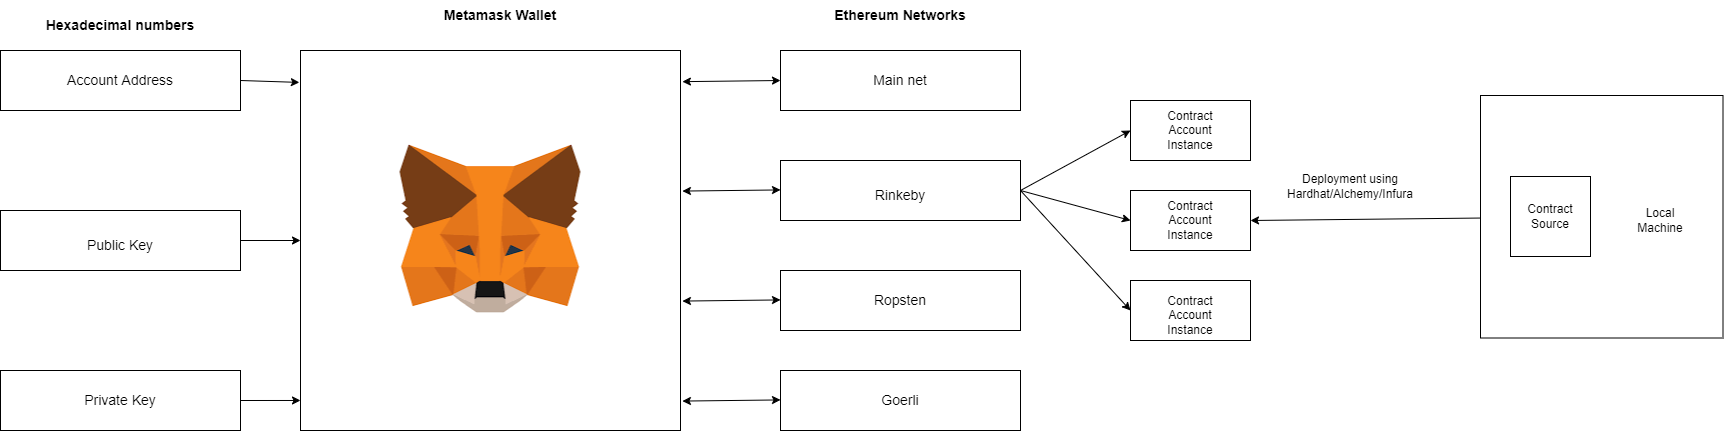 Hexadecimal numbers
Metamask Wallet
Ethereum Networks
Account Address
Public Key
Private Key
Main net
Rinkeby
Ropsten
Goerli
Contract
Account
Instance
Contract
Account
Instance
Contract
Account
Instance
Deployment using
Hardhat/Alchemy/Infura
Contract
Source
Local
Machine